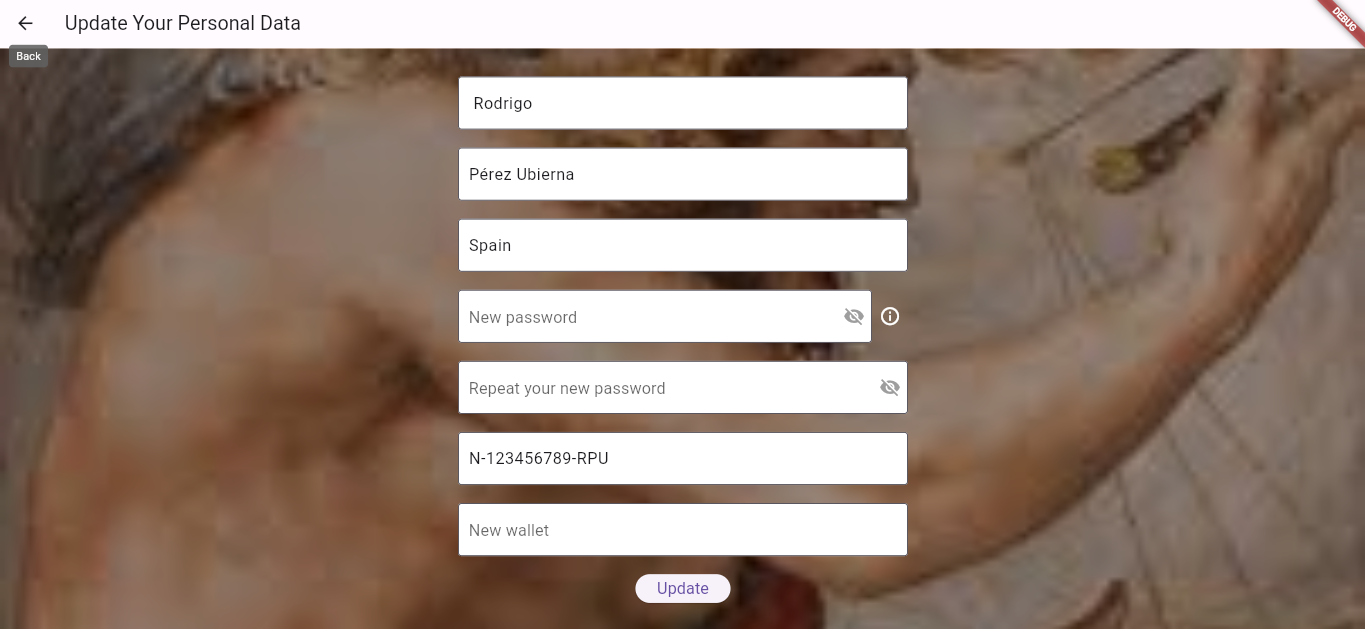 Update Your Personal Data
DEBUG
Back
Rodrigo
Pérez Ubierna
Spain
New password
Repeat your new password
N-123456789-RPU
New wallet
Update